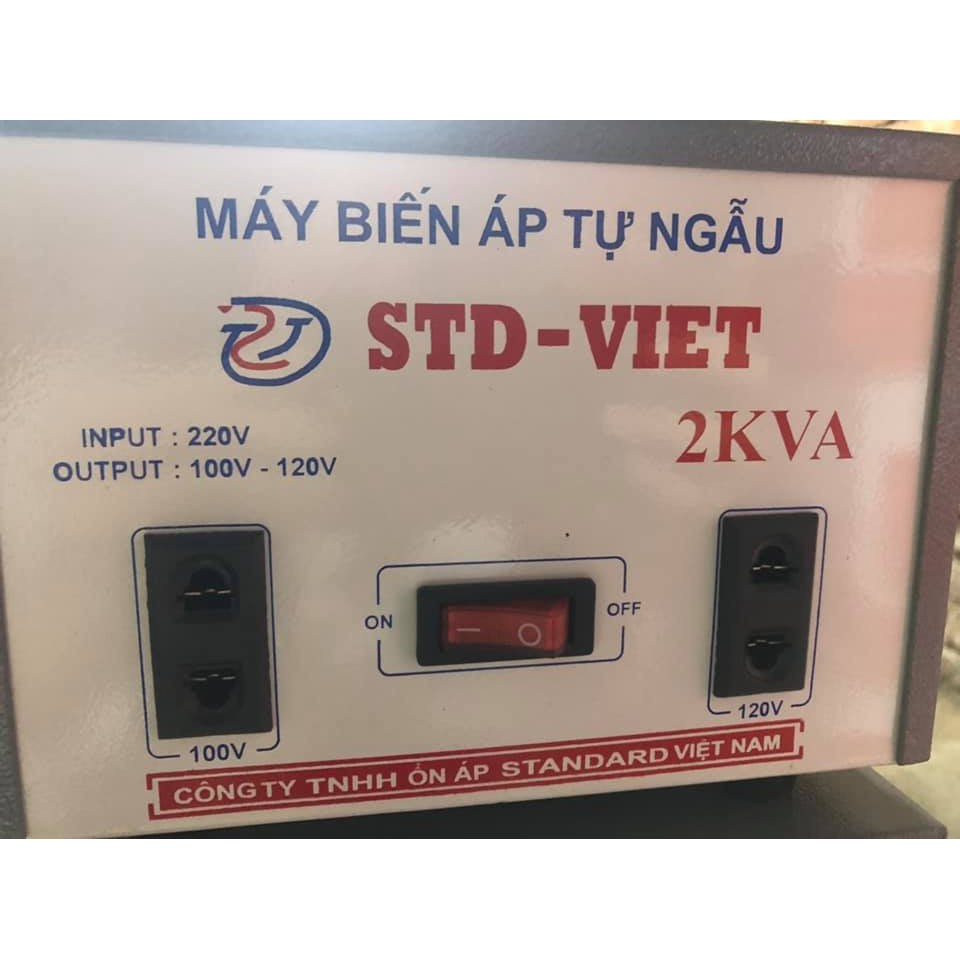 MÁY BIẾN ÁP TỰ NGẪU
STD-VIET
2KVA
INPUT : 220V
OUTPUT : 100V - 120V
ON
OFF
100V
120V
CÔNG TY TNHH ỔN ÁP STANDARD VIỆT NAM